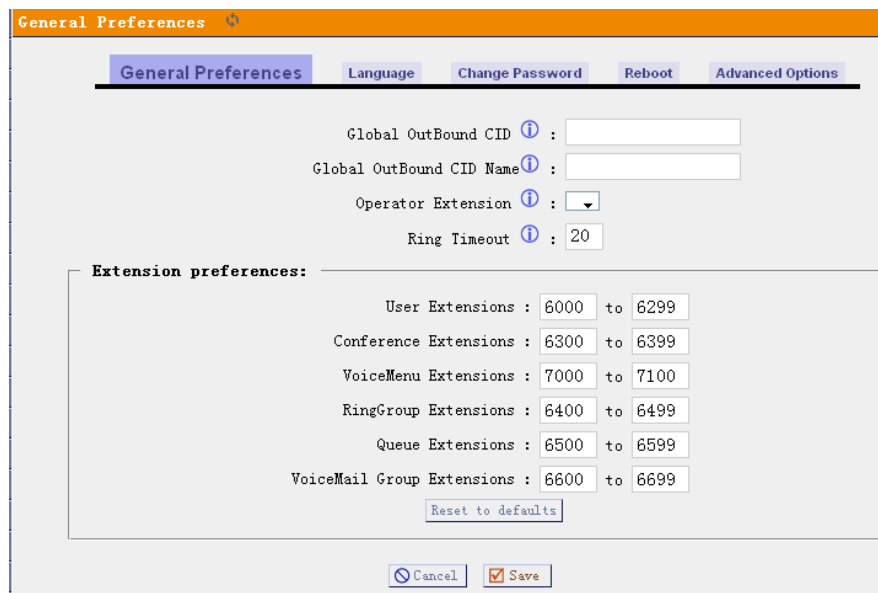 General Preferences
General Preferences Language Change Password Reboot Advanced Options
Global OutBound CID :
Global OutBound CID Name :
Operator Extension :
Ring Timeout : 20
Extension preferences:
User Extensions : 6000 to 6299
Conference Extensions : 6300 to 6399
VoiceMenu Extensions : 7000 to 7100
RingGroup Extensions : 6400 to 6499
Queue Extensions : 6500 to 6599
VoiceMail Group Extensions : 6600 to 6699
Reset to defaults
Cancel Save